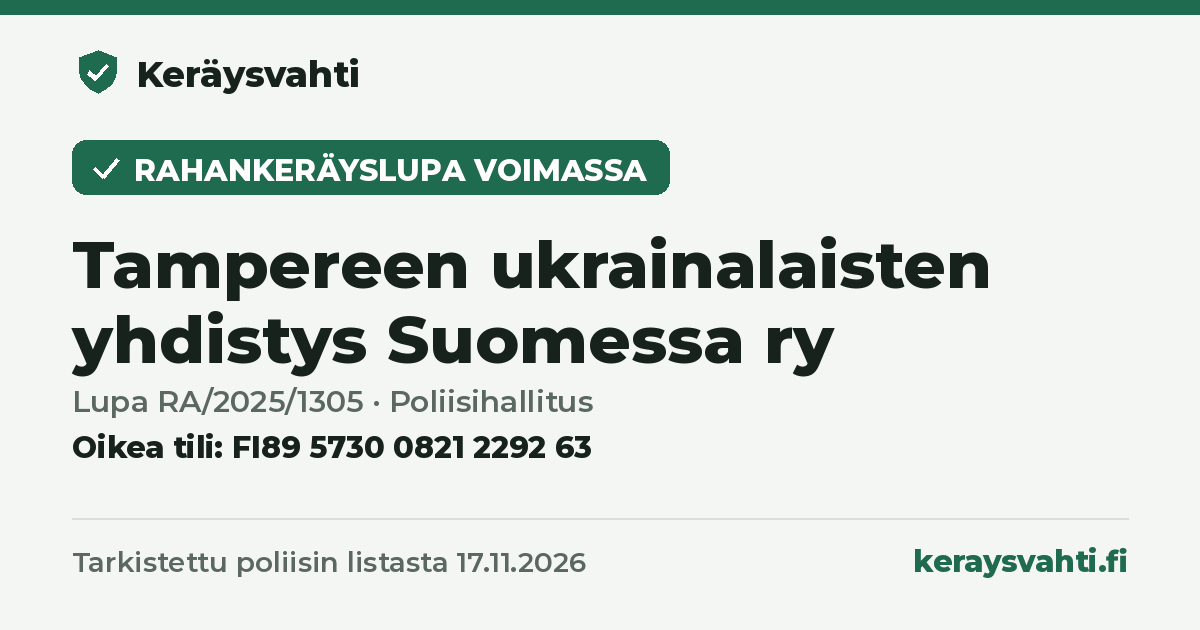 Keräysvahti
RAHANKERÄYSLUPA VOIMASSA
Tampereen ukrainalaisten
yhdistys Suomessa ry
Lupa RA/2025/1305 · Poliisihallitus
Oikea tili: FI89 5730 0821 2292 63
Tarkistettu poliisin listasta 17.11.2026
keraysvahti.fi